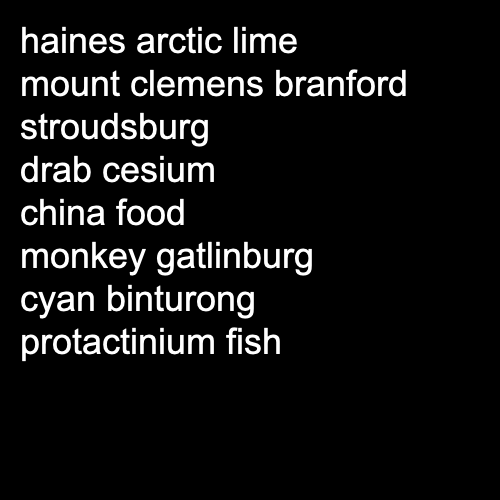 haines arctic lime
mount clemens branford
stroudsburg
drab cesium
china food
monkey gatlinburg
cyan binturong
protactinium fish